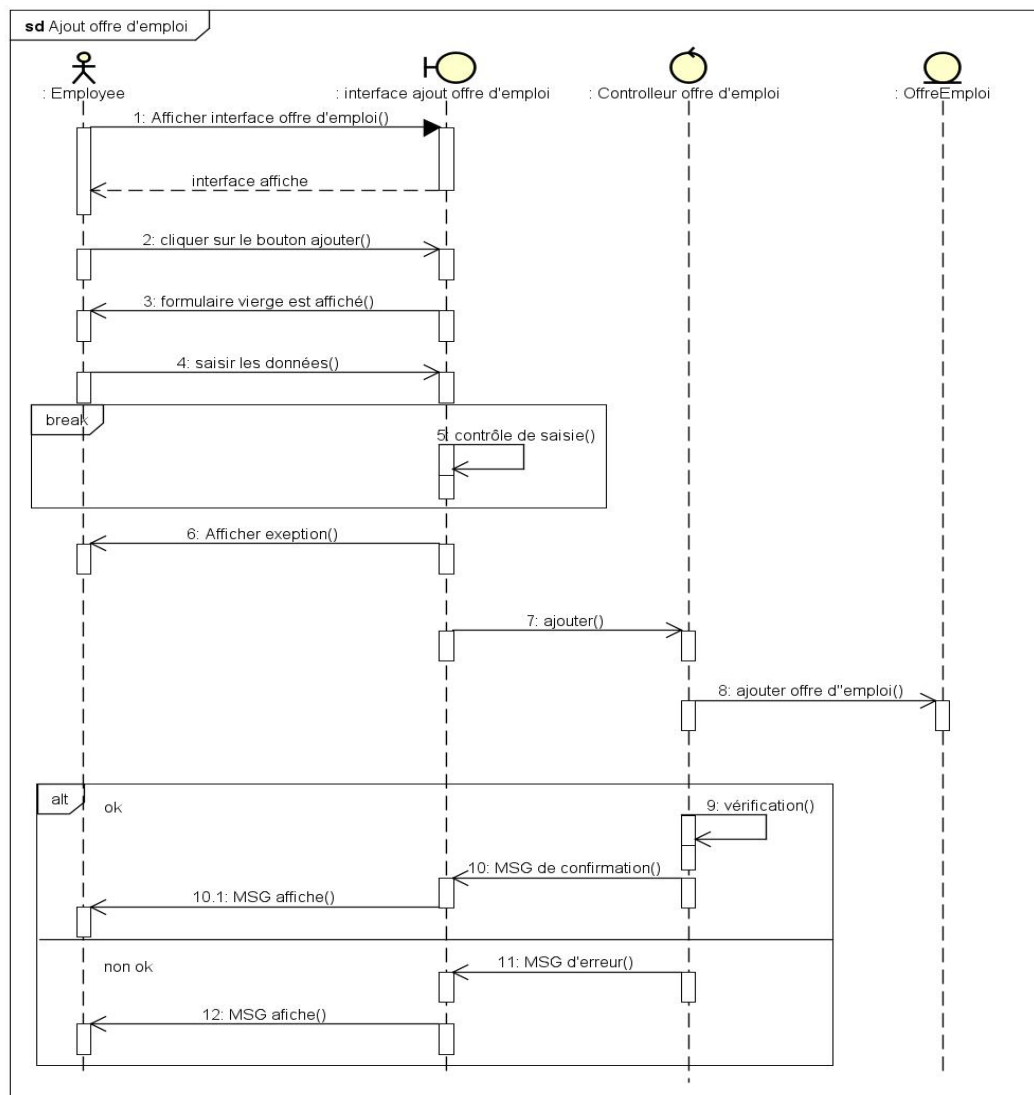 sd Ajout offre d'emploi
: Employee
: interface ajout offre d'emploi
: Controlleur offre d'emploi
: OffreEmploi
1: Afficher interface offre d'emploi()
interface affiche
2: cliquer sur le bouton ajouter()
3: formulaire vierge est affiché()
4: saisir les données()
break
5: contrôle de saisie()
6: Afficher exeption()
7: ajouter()
8: ajouter offre d''emploi()
alt
ok
9: vérification()
10: MSG de confirmation()
10.1: MSG affiche()
non ok
11: MSG d'erreur()
12: MSG afiche()